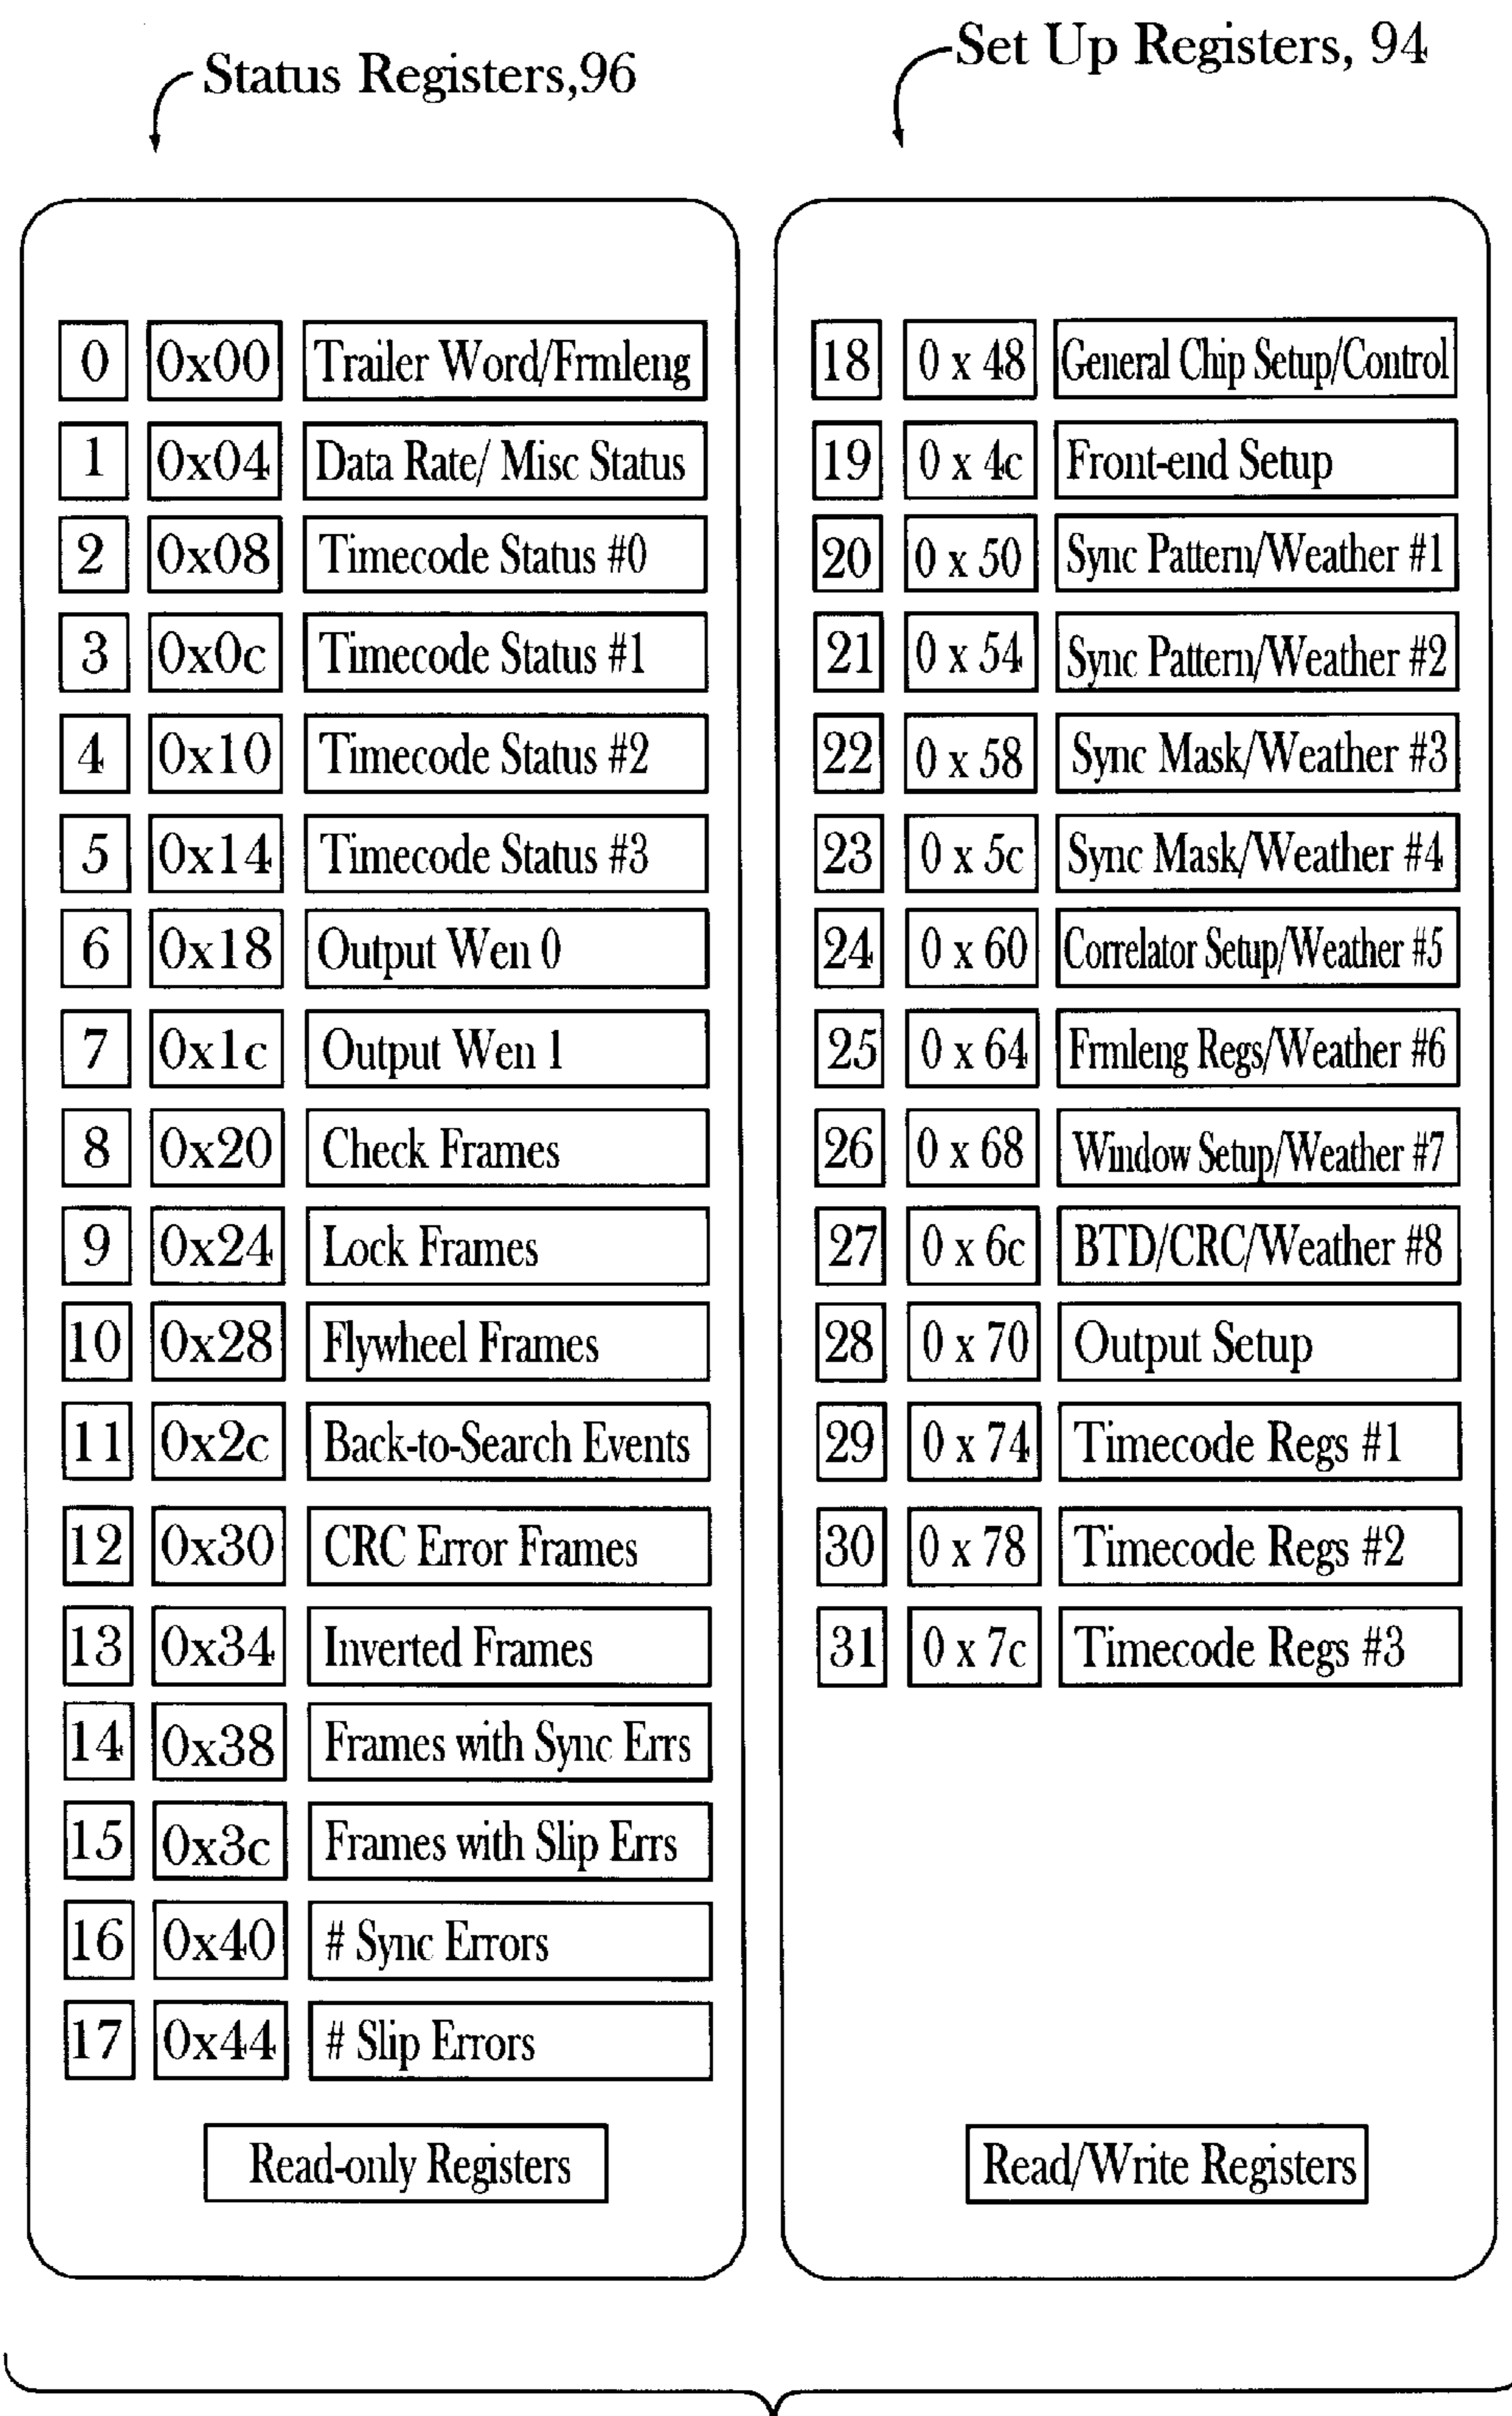 Status Registers,96
0 0x00 Trailer Word/Frmleng
1 0x04 Data Rate/ Misc Status
2 0x08 Timecode Status #0
3 0x0c Timecode Status #1
4 0x10 Timecode Status #2
5 0x14 Timecode Status #3
6 0x18 Output Wen 0
7 0x1c Output Wen 1
8 0x20 Check Frames
9 0x24 Lock Frames
10 0x28 Flywheel Frames
11 0x2c Back-to-Search Events
12 0x30 CRC Error Frames
13 0x34 Inverted Frames
14 0x38 Frames with Sync Errs
15 0x3c Frames with Slip Errs
16 0x40 # Sync Errors
17 0x44 # Slip Errors
Read-only Registers
Set Up Registers, 94
18 0 x 48 General Chip Setup/Control
19 0 x 4c Front-end Setup
20 0 x 50 Sync Pattern/Weather #1
21 0 x 54 Sync Pattern/Weather #2
22 0 x 58 Sync Mask/Weather #3
23 0 x 5c Sync Mask/Weather #4
24 0 x 60 Correlator Setup/Weather #5
25 0 x 64 Frmleng Regs/Weather #6
26 0 x 68 Window Setup/Weather #7
27 0 x 6c BTD/CRC/Weather #8
28 0 x 70 Output Setup
29 0 x 74 Timecode Regs #1
30 0 x 78 Timecode Regs #2
31 0 x 7c Timecode Regs #3
Read/Write Registers